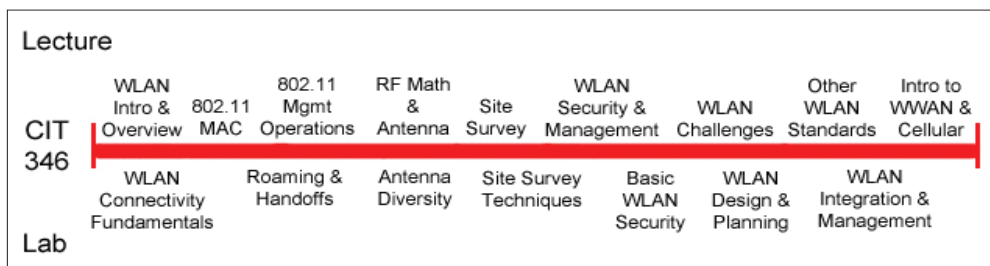 Lecture
WLAN
Intro &
Overview
802.11
MAC
802.11
Mgmt
Operations
RF Math
&
Antenna
Site
Survey
WLAN
Security &
Management
WLAN
Challenges
Other
WLAN
Standards
Intro to
WWAN &
Cellular
CIT
346
WLAN
Connectivity
Fundamentals
Roaming &
Handoffs
Antenna
Diversity
Site Survey
Techniques
Basic
WLAN
Security
WLAN
Design &
Planning
WLAN
Integration &
Management
Lab